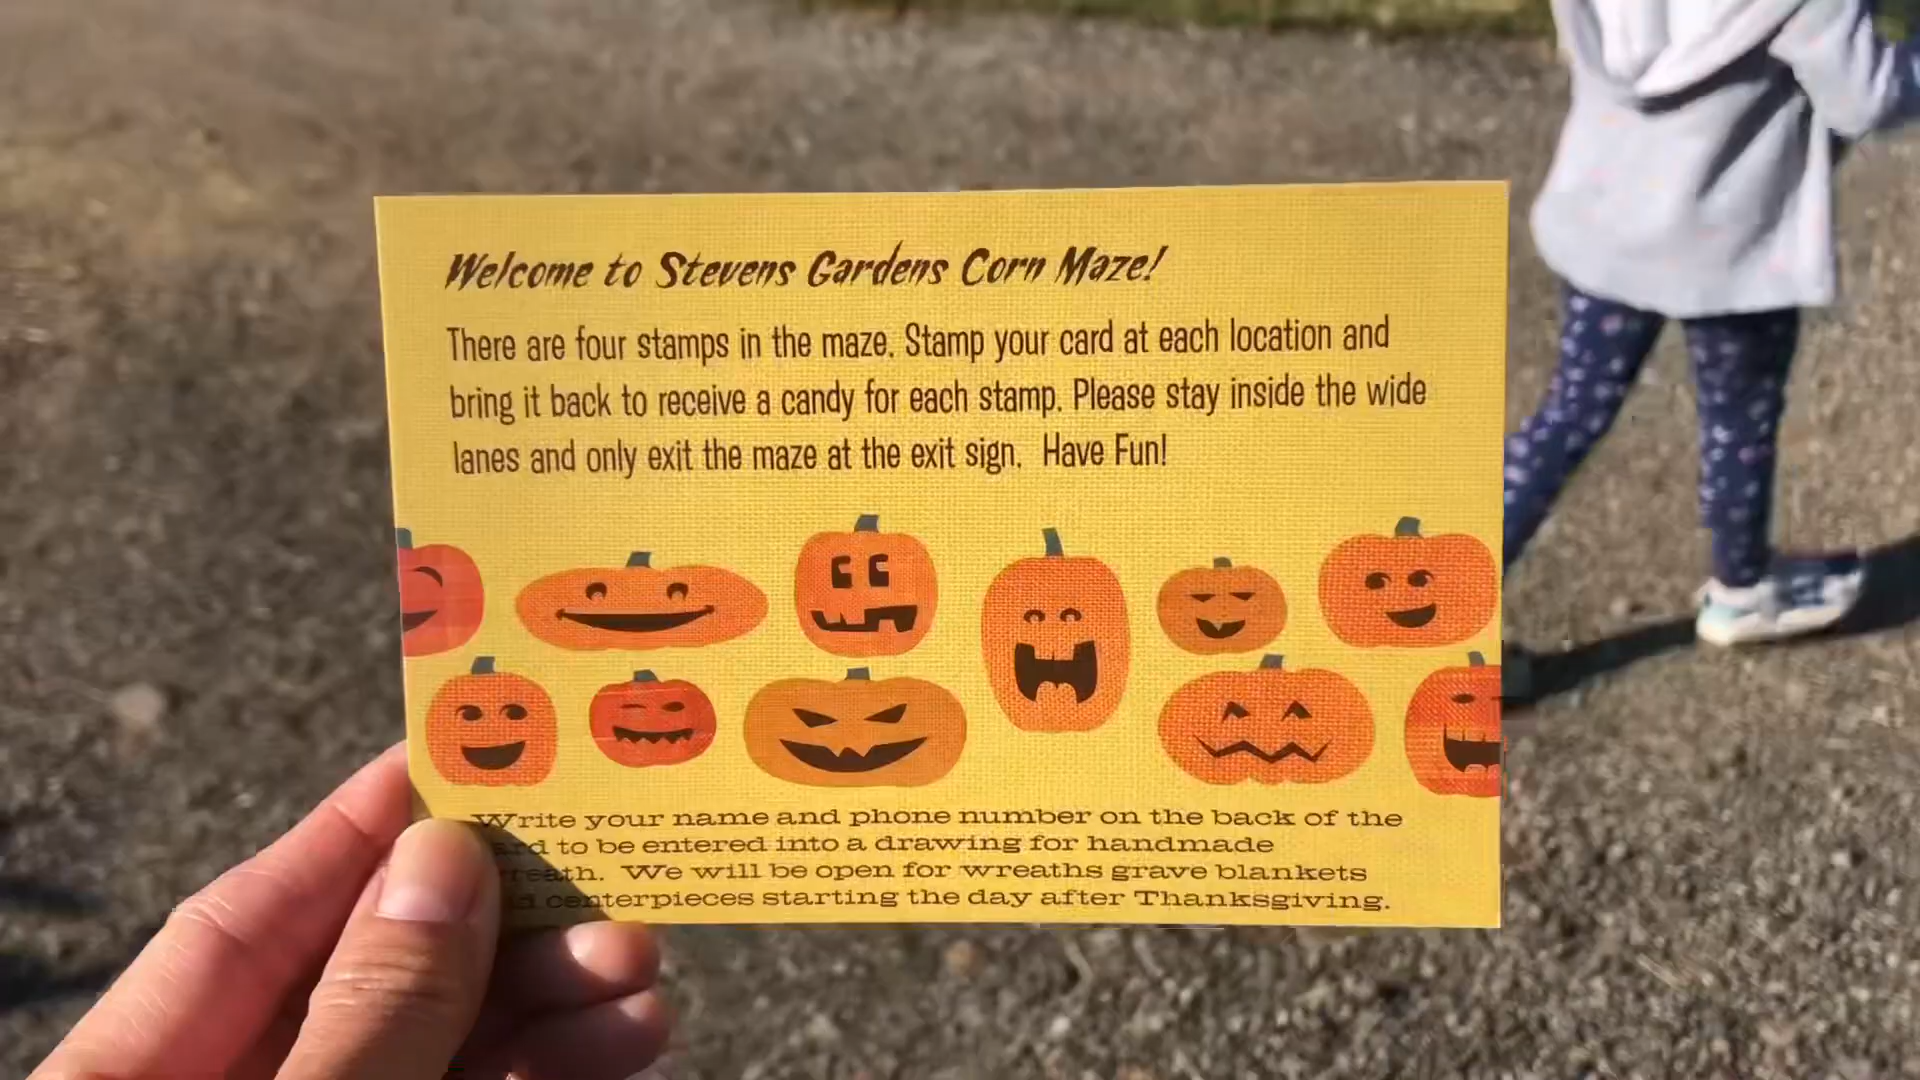 Welcome to Stevens Gardens Corn Maze!
There are four stamps in the maze. Stamp your card at each location and
bring it back to receive a candy for each stamp. Please stay inside the wide
lanes and only exit the maze at the exit sign. Have Fun!
Write your name and phone number on the back of the
to be entered into a drawing for handmade
We will be open for wreaths grave blankets
centerpieces starting the day after Thanksgiving.